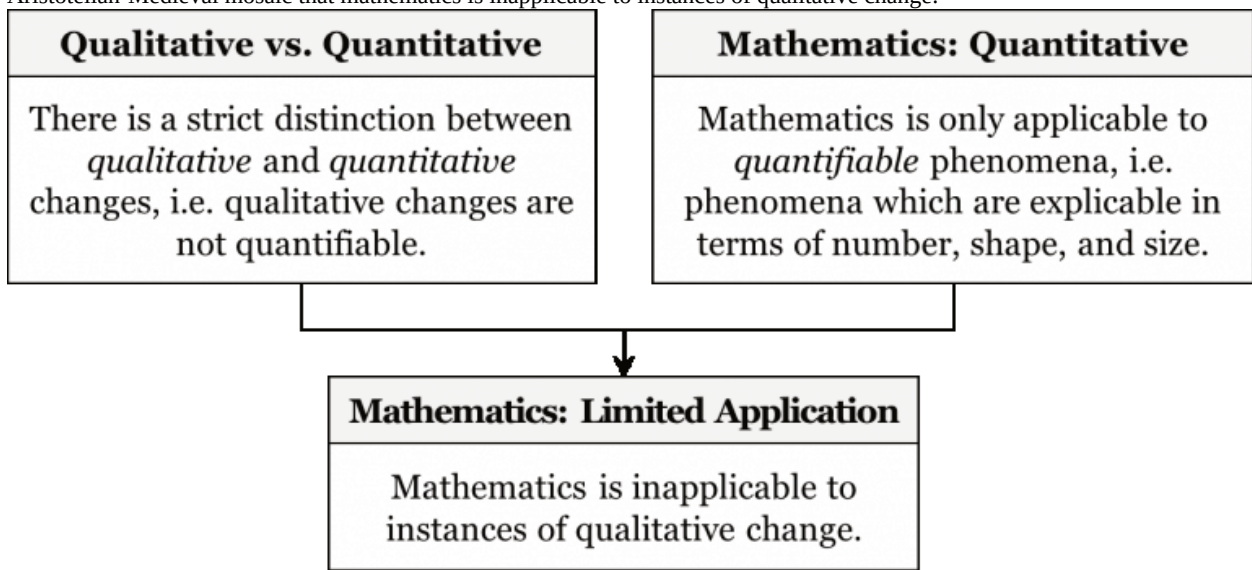 Aristotelian-Medieval mosaic that mathematics is inapplicable to instances of qualitative change.
Qualitative vs. Quantitative
There is a strict distinction between
qualitative and quantitative
changes, i.e. qualitative changes are
not quantifiable.
Mathematics: Quantitative
Mathematics is only applicable to
quantifiable phenomena, i.e.
phenomena which are explicable in
terms of number, shape, and size.
Mathematics: Limited Application
Mathematics is inapplicable to
instances of qualitative change.